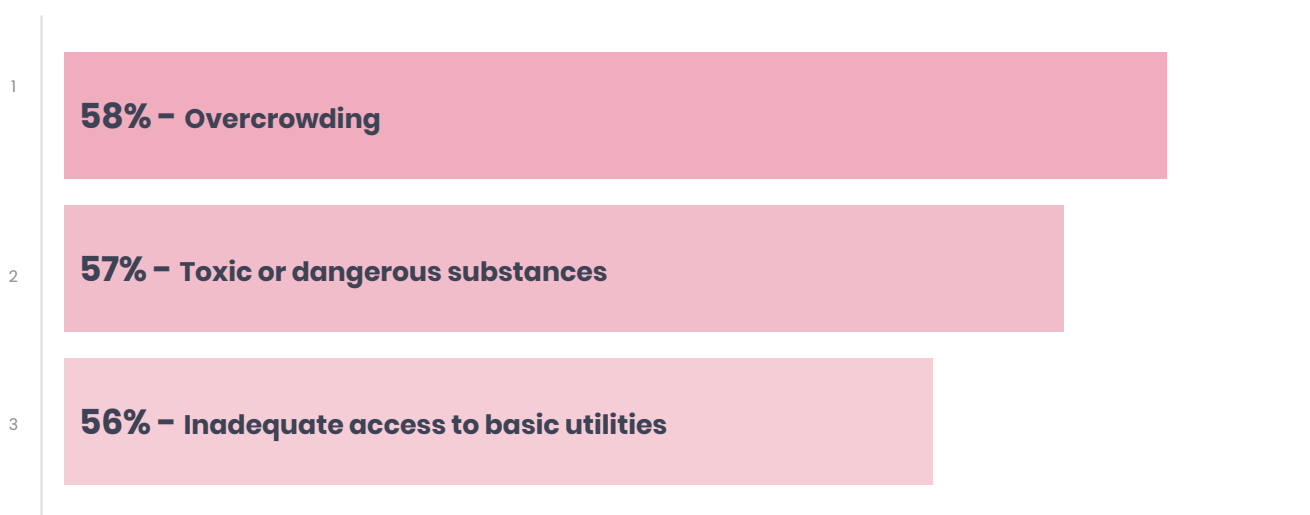 1
58% – Overcrowding
2
57% – Toxic or dangerous substances
3
56% – Inadequate access to basic utilities